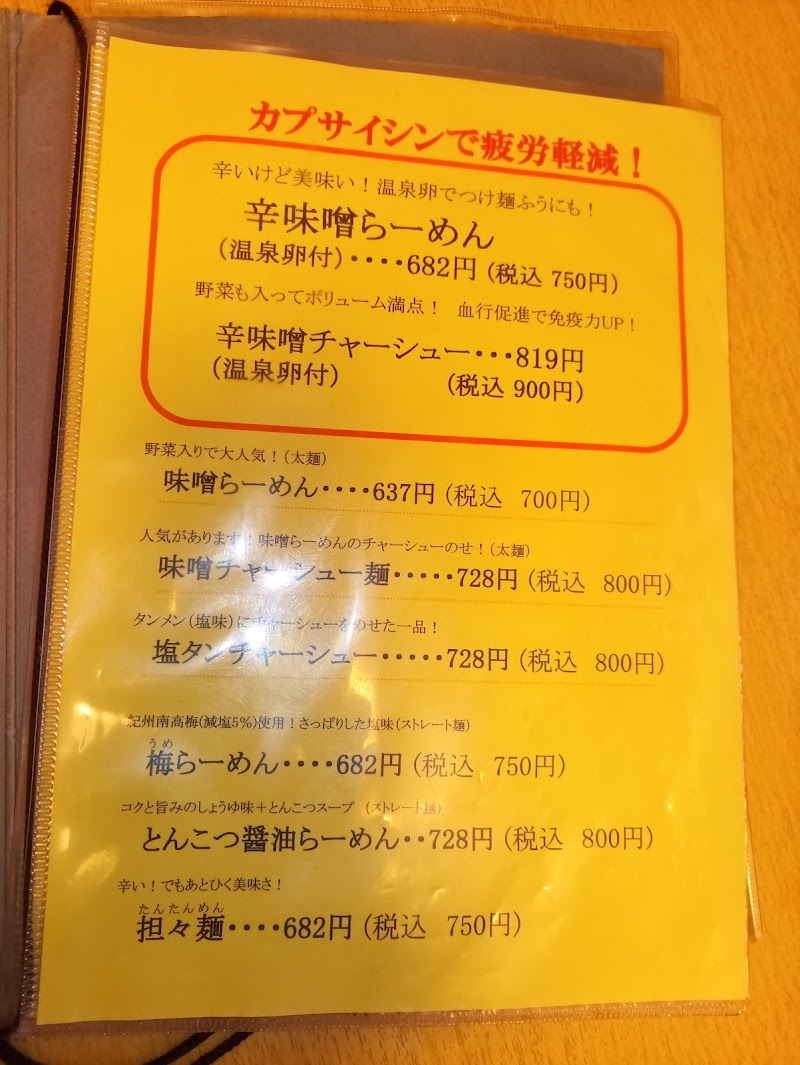 カプサイシンで疲労軽減！
辛いけど美味い！温泉卵でつけ麺ふうにも！
辛味噌らーめん
（温泉卵付）・・・・682円（税込 750円）
野菜も入ってボリューム満点！ 血行促進で免疫力UP！
辛味噌チャーシュー・・・819円
（温泉卵付） （税込 900円）
野菜入りで大人気！（太麺）
味噌らーめん・・・・637円（税込 700円）
人気があります！味噌らーめんのチャーシューのせ！（太麺）
味噌チャーシュー麺・・・・・728円（税込 800円）
タンメン（塩味）にチャーシューをのせた一品！
塩タンチャーシュー・・・・・728円（税込 800円）
紀州南高梅（減塩5％）使用！さっぱりした塩味（ストレート麺）
うめ
梅らーめん・・・・682円（税込 750円）
コクと旨みのしょうゆ味＋とんこつスープ （ストレート麺）
とんこつ醤油らーめん・・728円（税込 800円）
辛い！でもあとひく美味さ！
たんたんめん
担々麺・・・・682円（税込 750円）